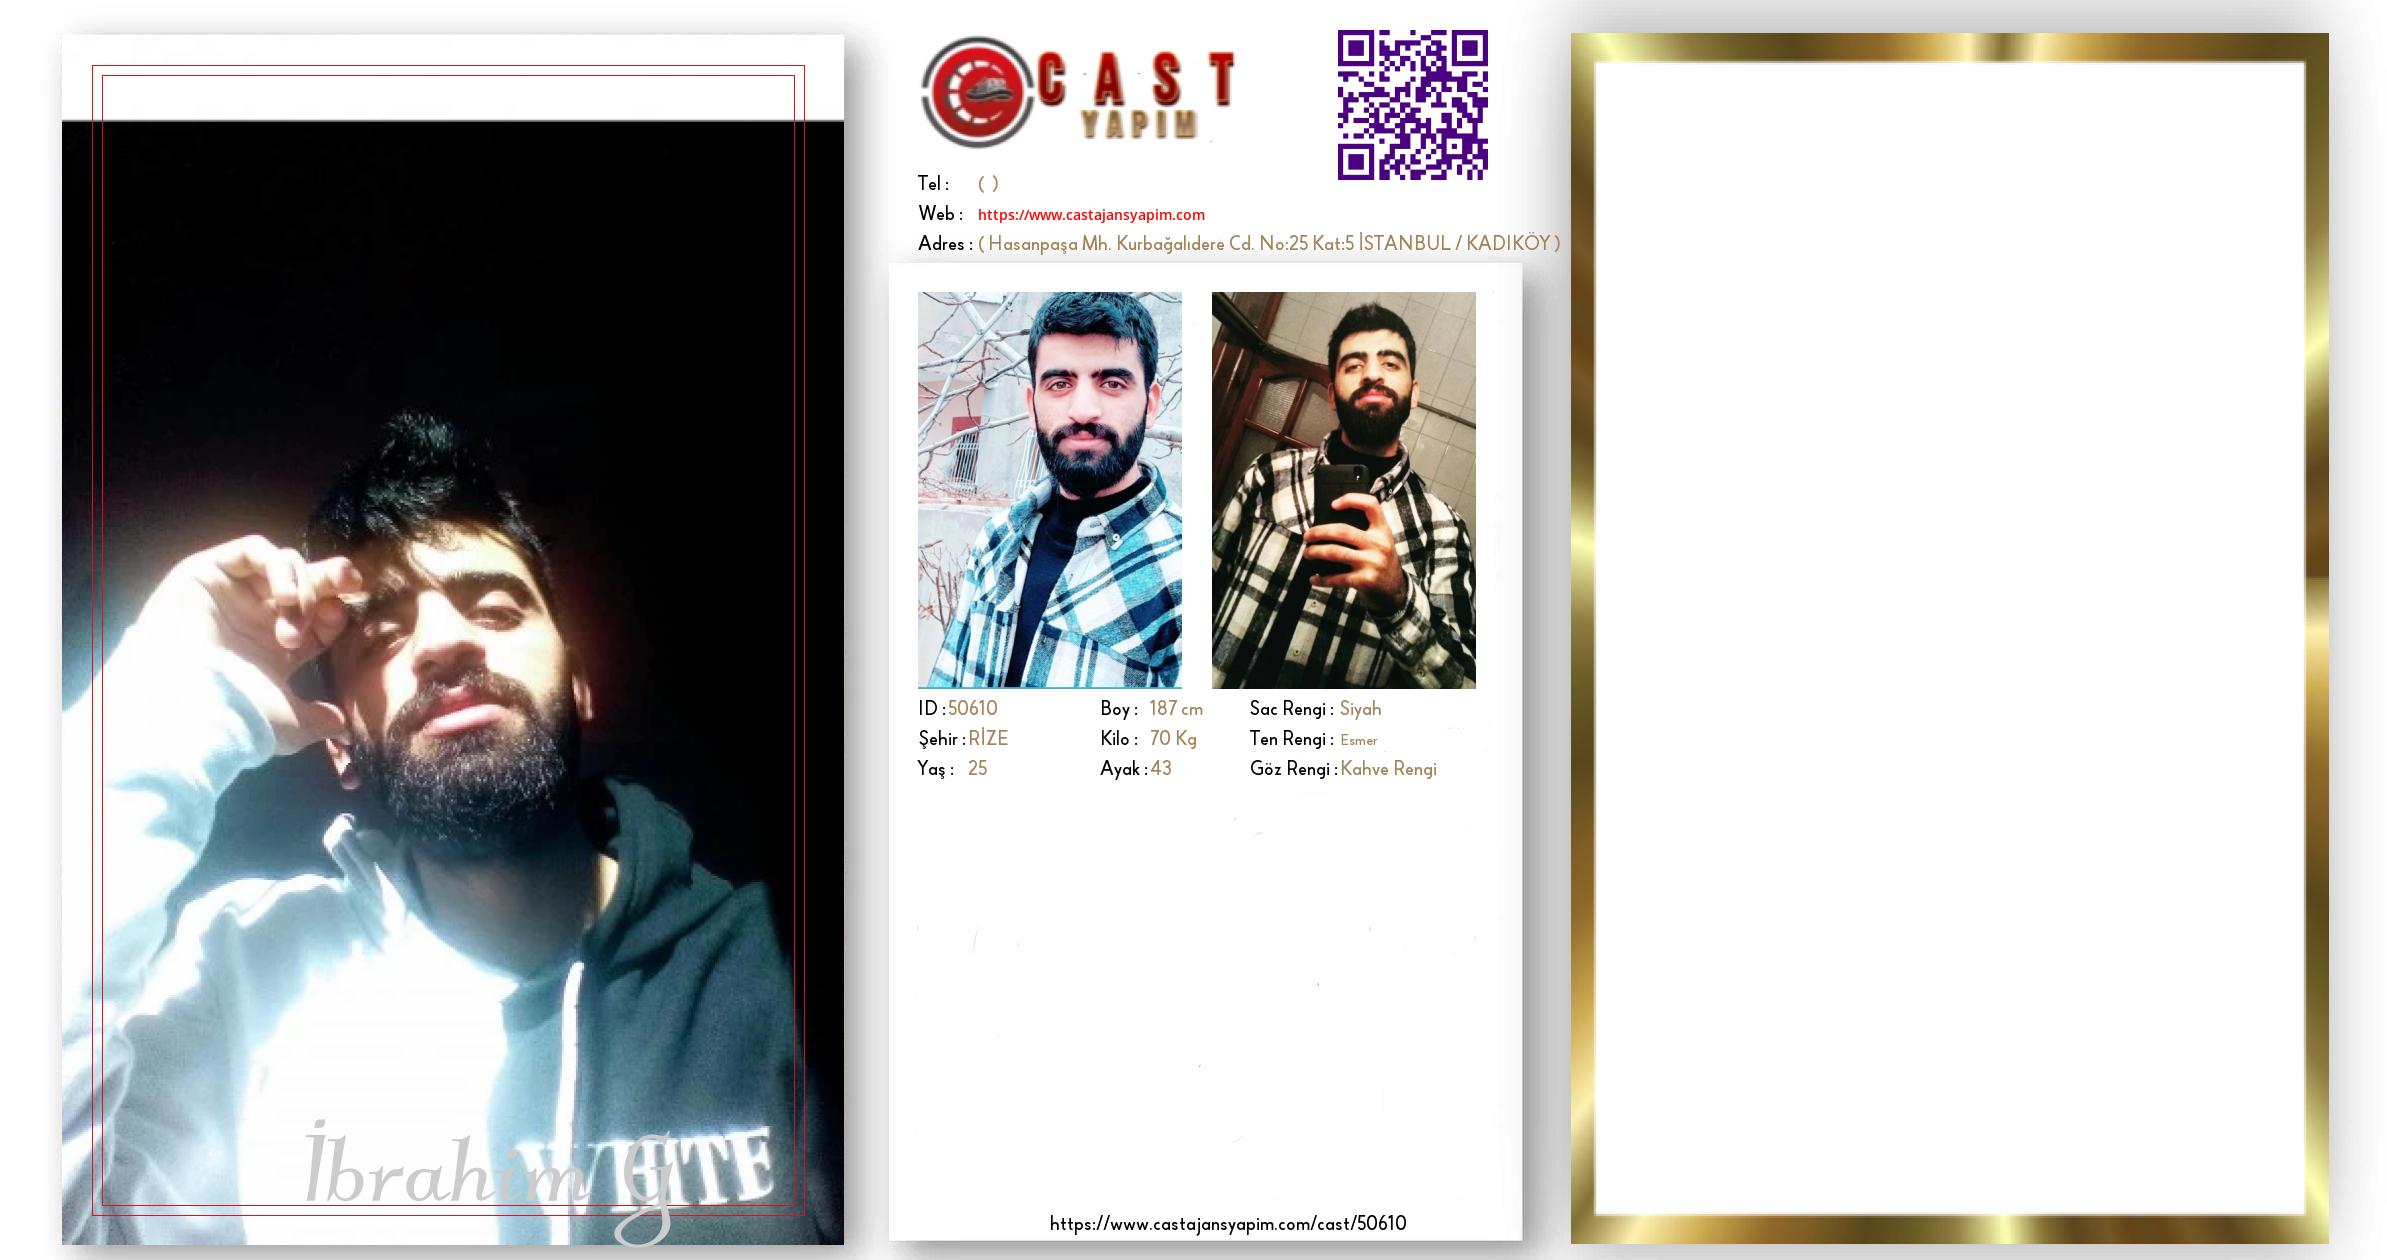 İbrahim G
WHITE
CAST
YAPIM
Tel : ( )
Web : https://www.castajansyapim.com
Adres : ( Hasanpaşa Mh. Kurbağalıdere Cd. No:25 Kat:5 İSTANBUL / KADIKÖY )
ID : 50610 Boy : 187 cm Sac Rengi : Siyah
Şehir : RİZE Kilo : 70 Kg Ten Rengi : Esmer
Yaş : 25 Ayak : 43 Göz Rengi : Kahve Rengi
https://www.castajansyapim.com/cast/50610